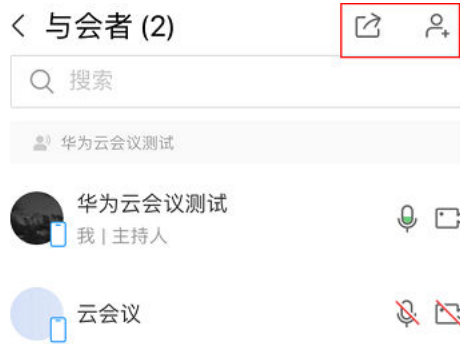 与会者 (2)
搜索
华为云会议测试
华为云会议测试
我 | 主持人
云会议